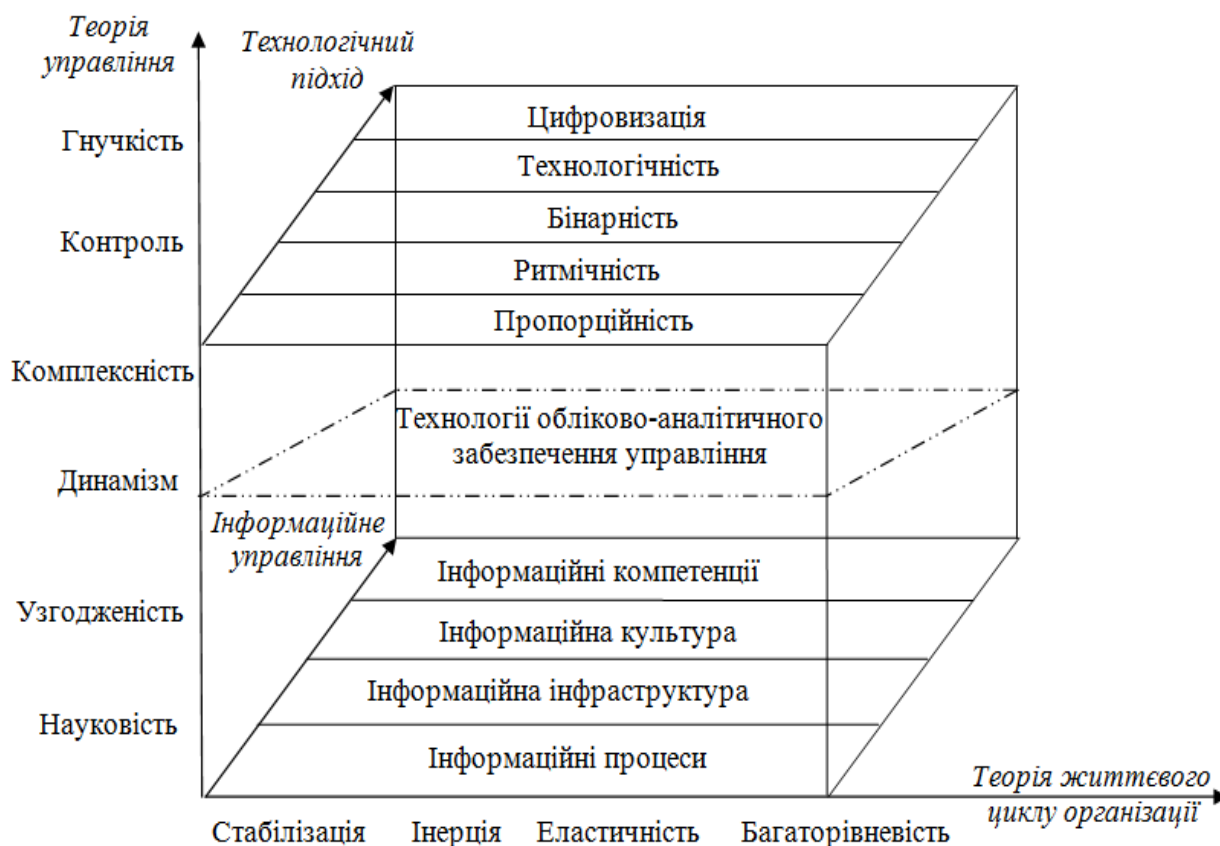 Теорія
управління
Технологічний
підхід
Цифровизація
Гнучкість
Технологічність
Бінарність
Контроль
Ритмічність
Пропорційність
Комплексність
Технології обліково-аналітичного
забезпечення управління
Динамізм
Інформаційне
управління
Інформаційні компетенції
Узгодженість
Інформаційна культура
Інформаційна інфраструктура
Науковість
Інформаційні процеси
Теорія життєвого
циклу організації
Стабілізація Інерція Еластичність Багаторівневість